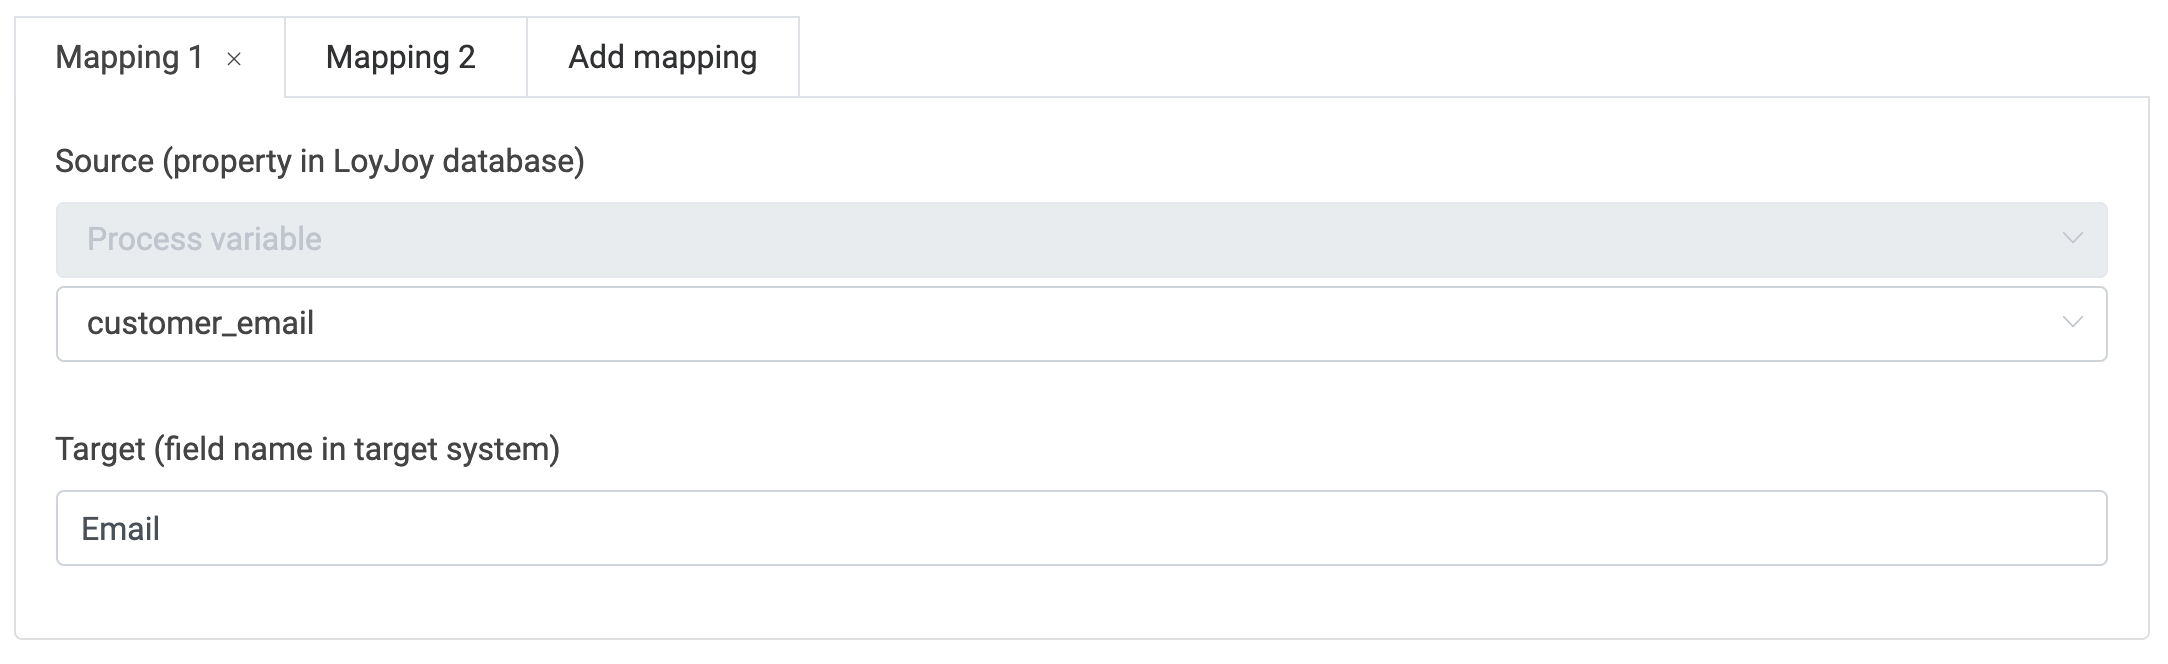 Mapping 1 × Mapping 2 Add mapping
Source (property in LoyJoy database)
Process variable
customer_email
Target (field name in target system)
Email